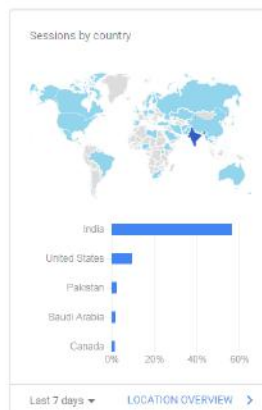 Sessions by country
India
United States
Pakistan
Saudi Arabia
Canada
0% 20% 40% 60%
Last 7 days LOCATION OVERVIEW